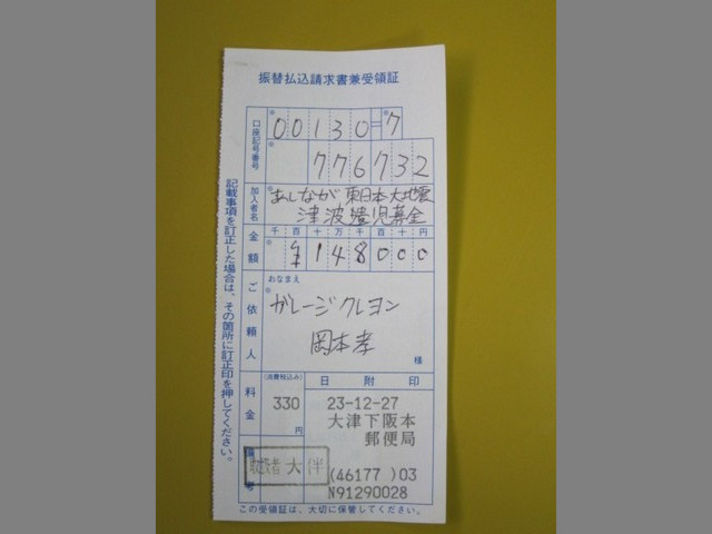 振替払込請求書兼受領証
口座記号番号
00130=7
776732
加入者名
あしなが東日本大地震
津波遺児募金
金額
千百十万千百十円
¥148000
ご依頼人
おなまえ
ガレージクレヨン
岡本孝
様
料金
(消費税込み)
330
円
日附印
23-12-27
大津下阪本
郵便局
(46177 )03
N91290028
備考
取扱者 大伴
この受領証は、大切に保管してください。
記載事項を訂正した場合は、その箇所に訂正印を押してください。